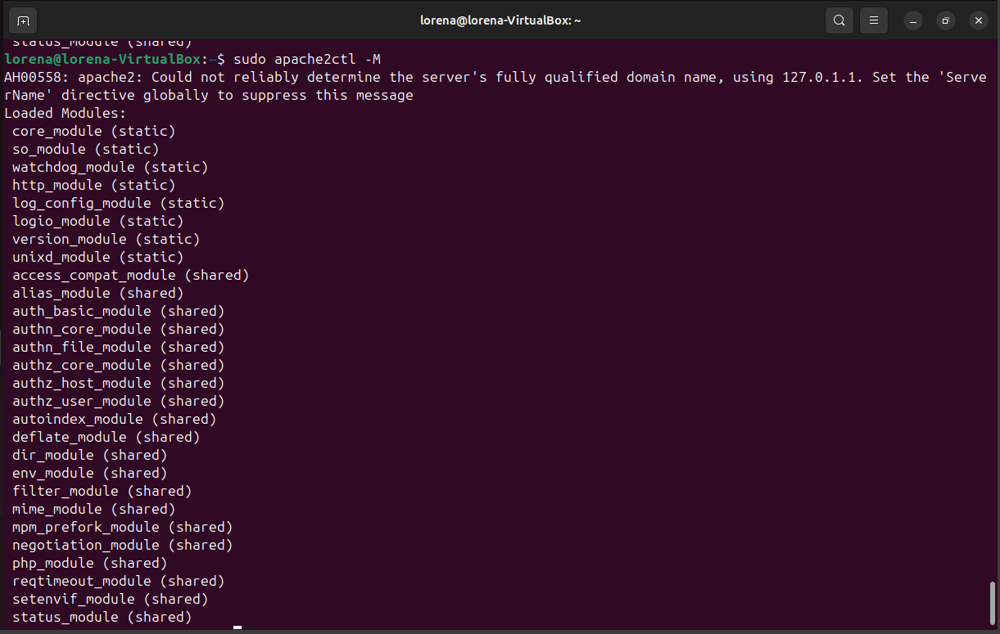 lorena@lorena-VirtualBox: ~
status_module (shared)
lorena@lorena-VirtualBox:~$ sudo apache2ctl -M
AH00558: apache2: Could not reliably determine the server's fully qualified domain name, using 127.0.1.1. Set the 'Serve
rName' directive globally to suppress this message
Loaded Modules:
core_module (static)
so_module (static)
watchdog_module (static)
http_module (static)
log_config_module (static)
logio_module (static)
version_module (static)
unixd_module (static)
access_compat_module (shared)
alias_module (shared)
auth_basic_module (shared)
authn_core_module (shared)
authn_file_module (shared)
authz_core_module (shared)
authz_host_module (shared)
authz_user_module (shared)
autoindex_module (shared)
deflate_module (shared)
dir_module (shared)
env_module (shared)
filter_module (shared)
mime_module (shared)
mpm_prefork_module (shared)
negotiation_module (shared)
php_module (shared)
reqtimeout_module (shared)
setenvif_module (shared)
status_module (shared)